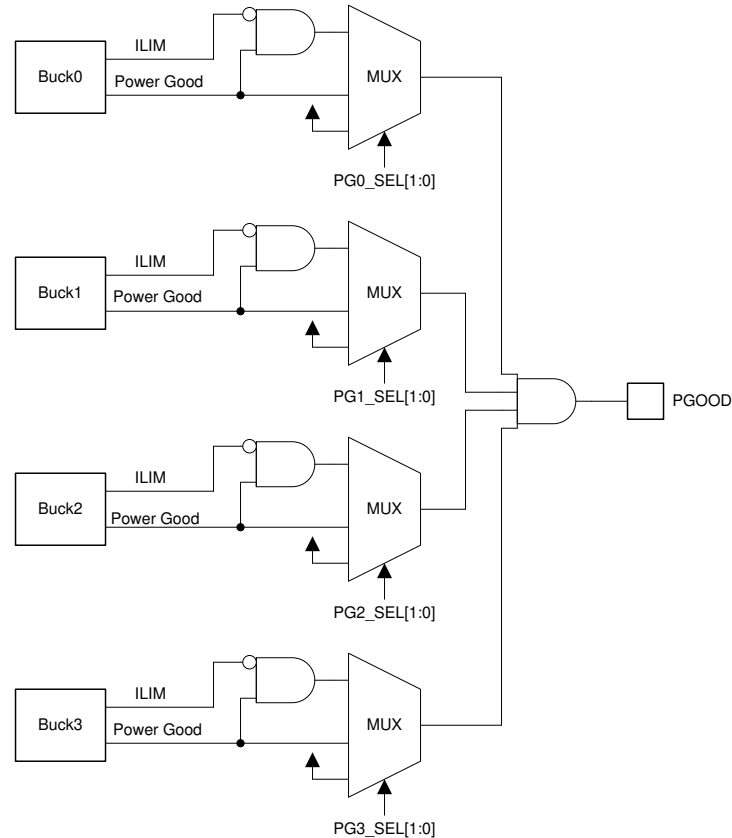 ILIM
Buck0
Power Good
MUX
PG0_SEL[1:0]
ILIM
Buck1
Power Good
MUX
PG1_SEL[1:0]
PGOOD
ILIM
Buck2
Power Good
MUX
PG2_SEL[1:0]
ILIM
Buck3
Power Good
MUX
PG3_SEL[1:0]